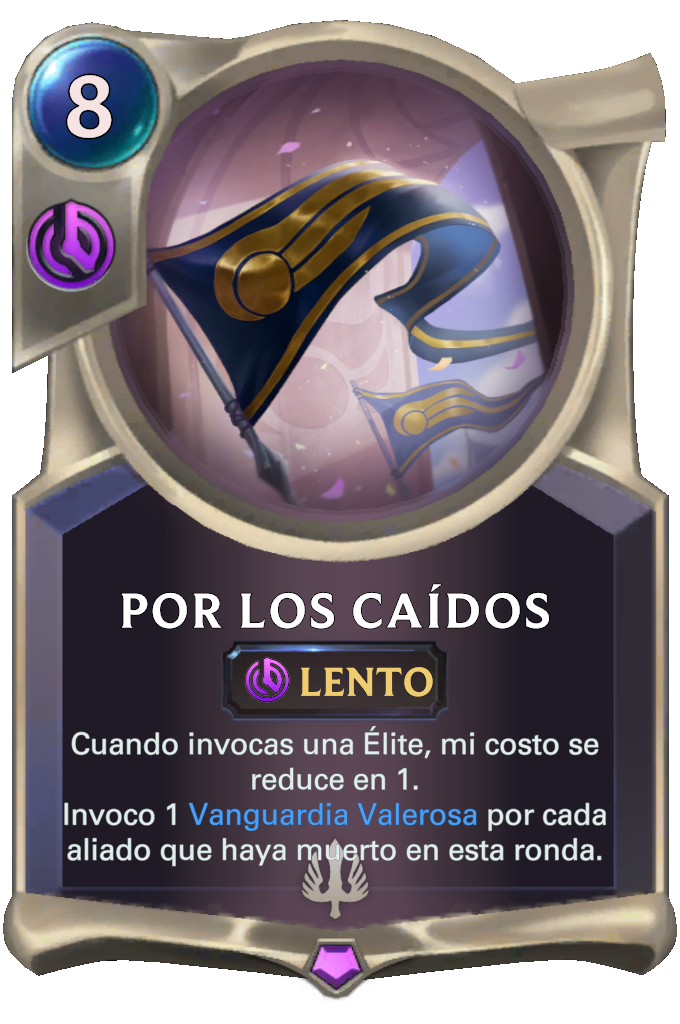 8
POR LOS CAÍDOS
LENTO
Cuando invocas una Élite, mi costo se
reduce en 1.
Invoco 1 Vanguardia Valerosa por cada
aliado que haya muerto en esta ronda.